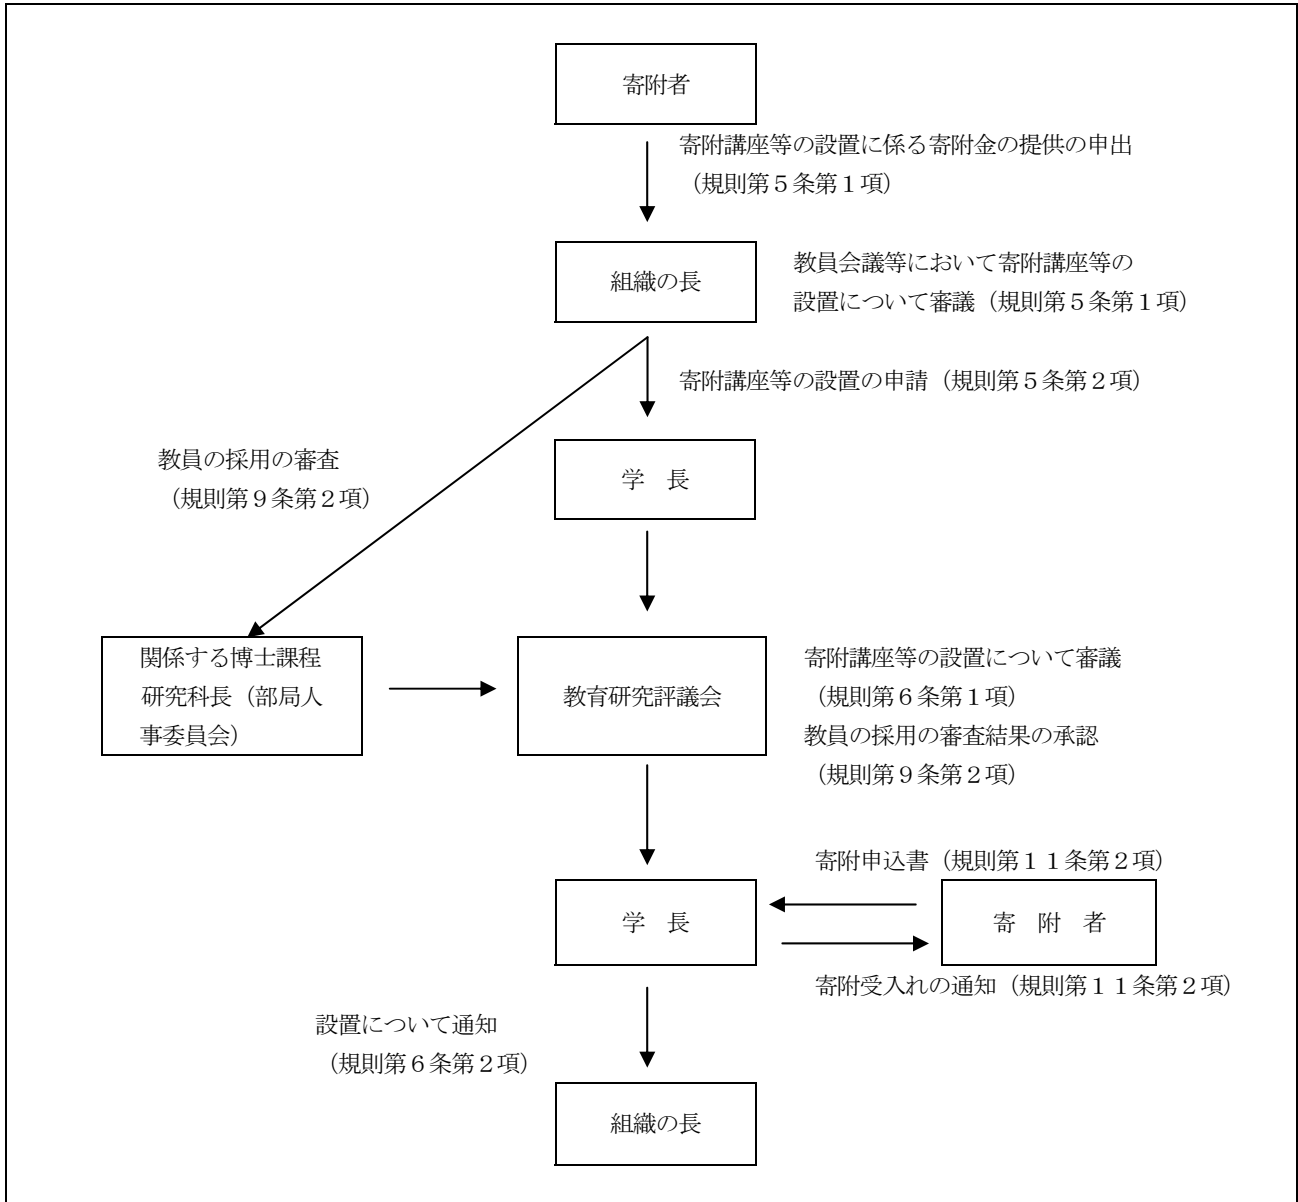 寄附者
寄附講座等の設置に係る寄附金の提供の申出
（規則第５条第１項）
組織の長
教員会議等において寄附講座等の
設置について審議（規則第５条第１項）
寄附講座等の設置の申請（規則第５条第２項）
教員の採用の審査
（規則第９条第２項）
学　長
関係する博士課程
研究科長（部局人
事委員会）
教育研究評議会
寄附講座等の設置について審議
（規則第６条第１項）
教員の採用の審査結果の承認
（規則第９条第２項）
寄附申込書（規則第１１条第２項）
学　長
寄　附　者
寄附受入れの通知（規則第１１条第２項）
設置について通知
（規則第６条第２項）
組織の長